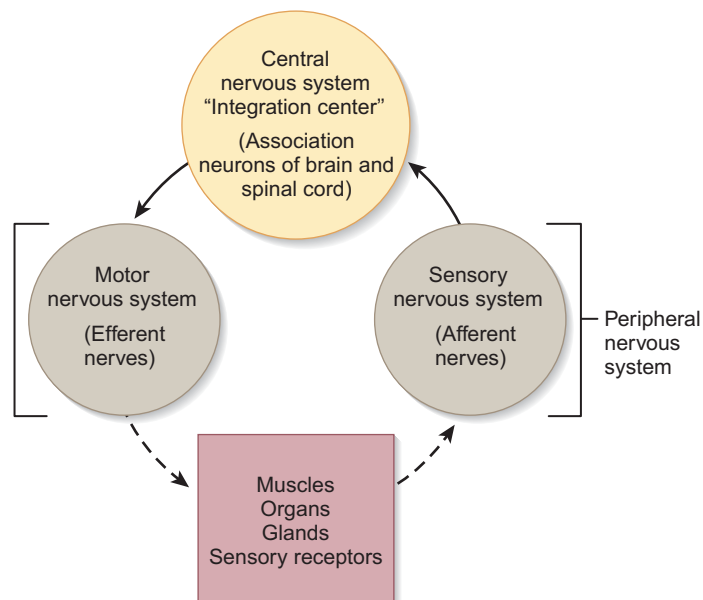 Central
nervous system
“Integration center”
(Association
neurons of brain and
spinal cord)
Motor
nervous system
(Efferent
nerves)
Sensory
nervous system
(Afferent
nerves)
Peripheral
nervous
system
Muscles
Organs
Glands
Sensory receptors